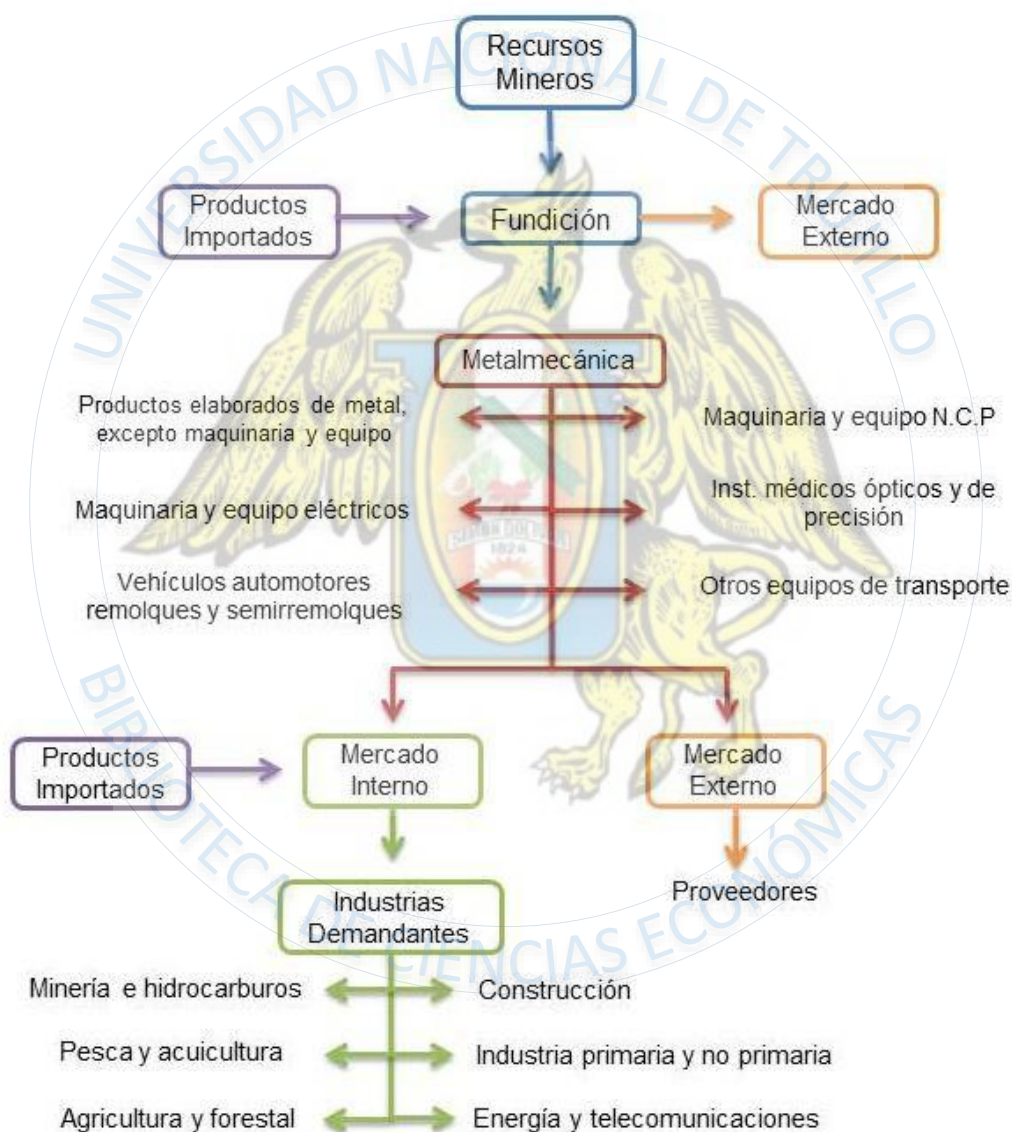 Recursos
Mineros
Productos
Importados
Fundición
Mercado
Externo
Metalmecánica
Productos elaborados de metal,
excepto maquinaria y equipo
Maquinaria y equipo N.C.P
Maquinaria y equipo eléctricos
Inst. médicos ópticos y de
precisión
Vehículos automotores
remolques y semirremolques
Otros equipos de transporte
Productos
Importados
Mercado
Interno
Mercado
Externo
Industrias
Demandantes
Proveedores
Minería e hidrocarburos
Construcción
Pesca y acuicultura
Industria primaria y no primaria
Agricultura y forestal
Energía y telecomunicaciones
UNIVERSIDAD NACIONAL DE TRUJILLO
BIBLIOTECA DE CIENCIAS ECONÓMICAS
1824